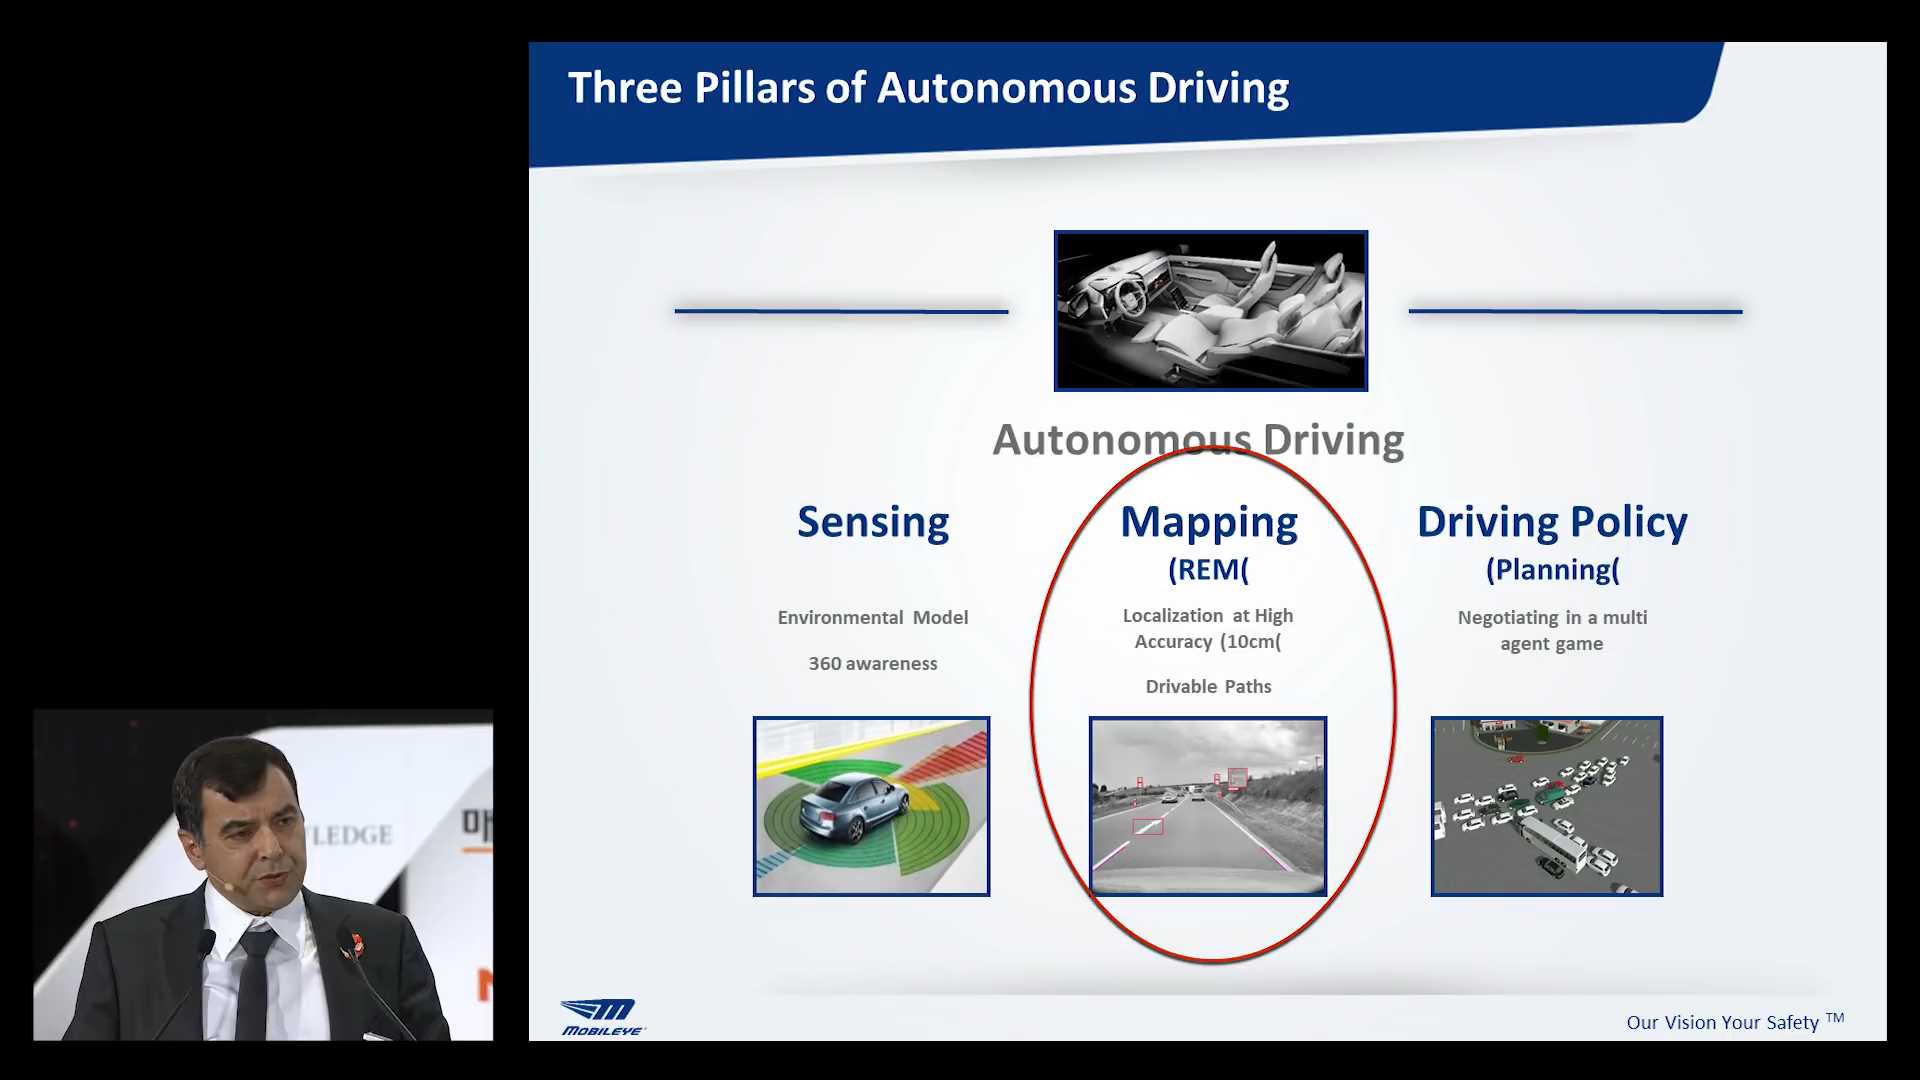 Three Pillars of Autonomous Driving
Autonomous Driving
Sensing
Environmental Model
360 awareness
Mapping
(REM(
Localization at High
Accuracy (10cm(
Drivable Paths
Driving Policy
(Planning(
Negotiating in a multi
agent game
LEDGE
MOBILEYE
Our Vision Your Safety TM